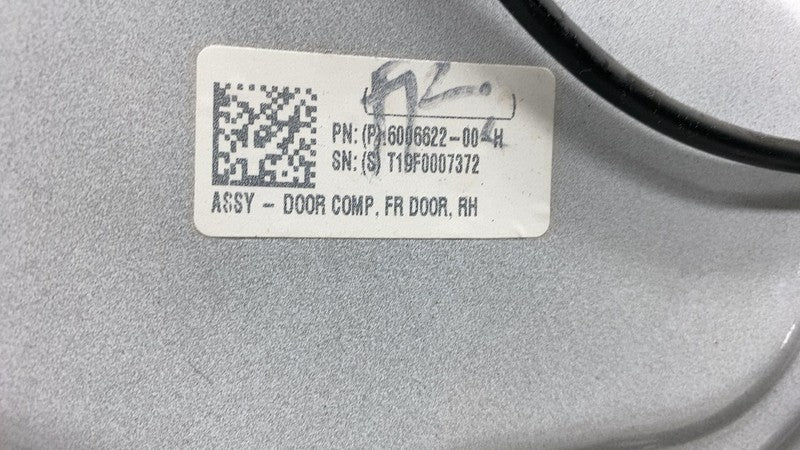 PN: (P) 6006622-00-H
SN: (S) T19F0007372
ASSY - DOOR COMP, FR DOOR, RH